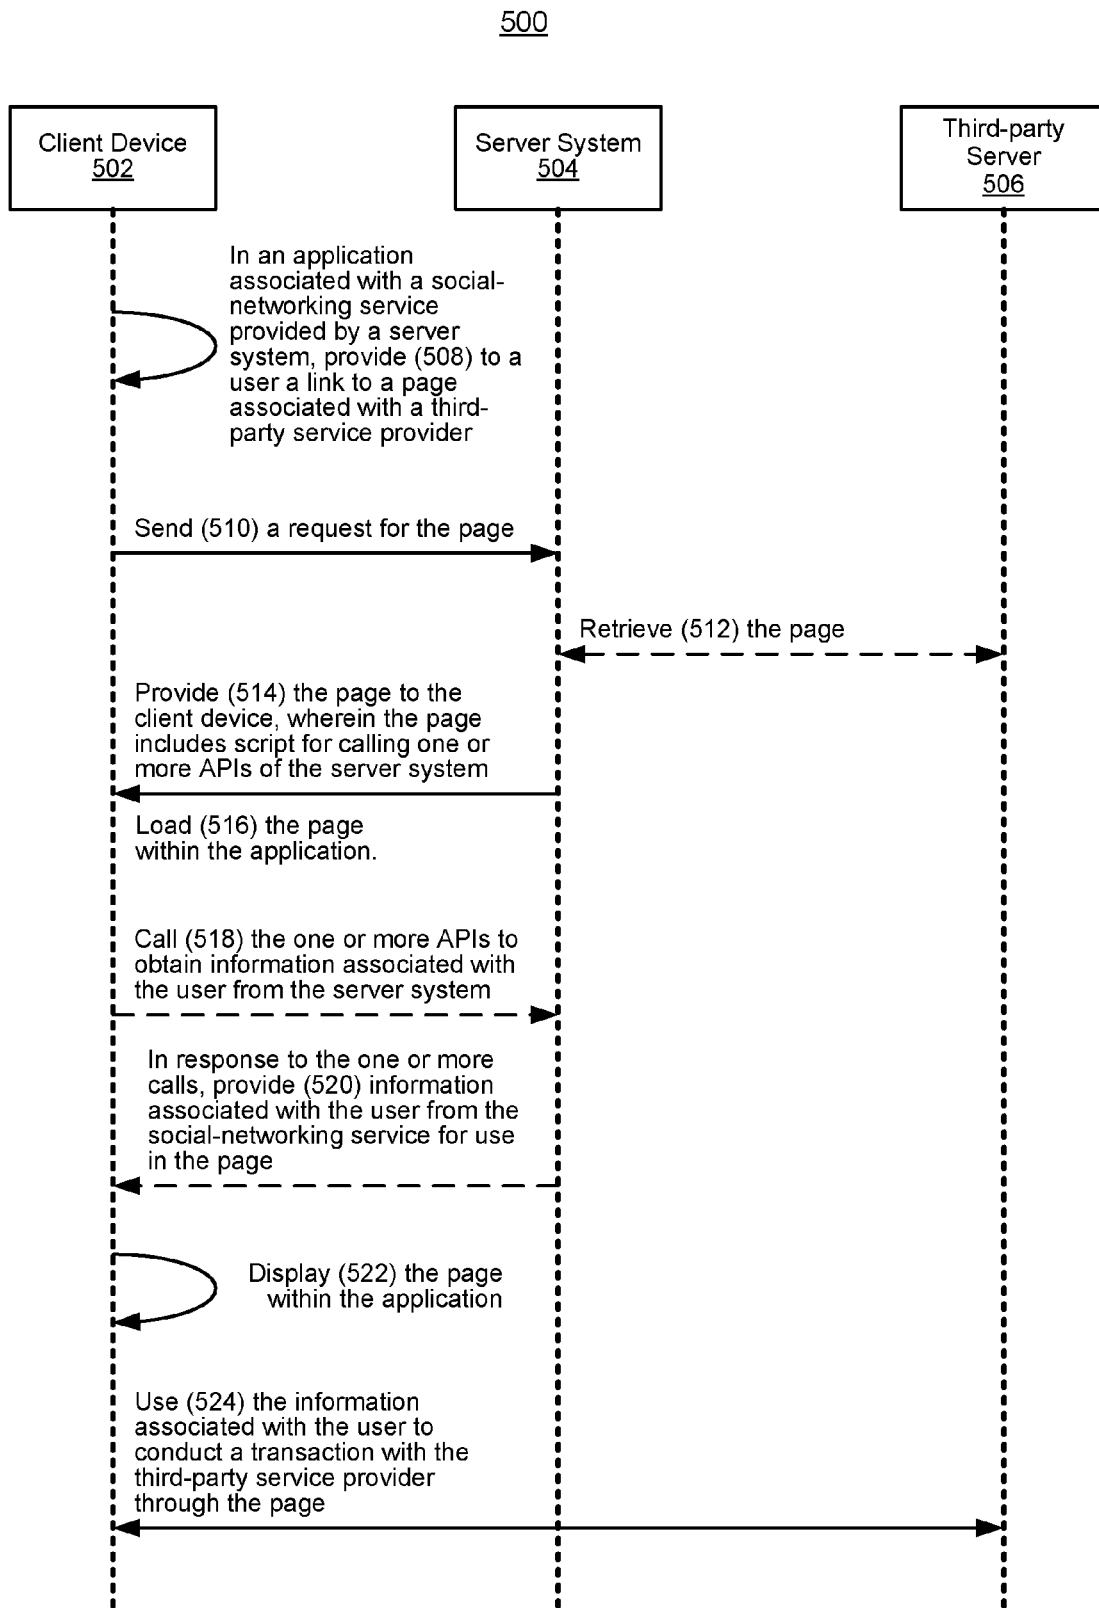 500
Client Device
502
Server System
504
Third-party
Server
506
In an application
associated with a social-
networking service
provided by a server
system, provide (508) to a
user a link to a page
associated with a third-
party service provider
Send (510) a request for the page
Retrieve (512) the page
Provide (514) the page to the
client device, wherein the page
includes script for calling one or
more APIs of the server system
Load (516) the page
within the application.
Call (518) the one or more APIs to
obtain information associated with
the user from the server system
In response to the one or more
calls, provide (520) information
associated with the user from the
social-networking service for use
in the page
Display (522) the page
within the application
Use (524) the information
associated with the user to
conduct a transaction with the
third-party service provider
through the page